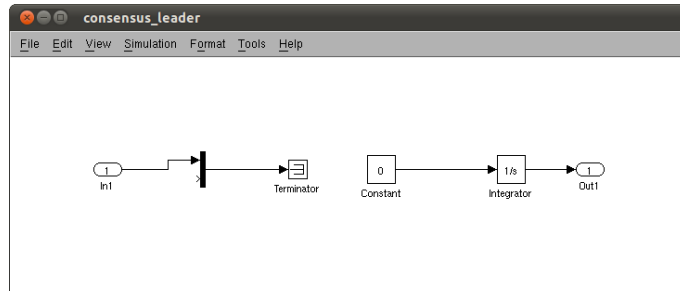 consensus_leader
File Edit View Simulation Format Tools Help
1
In1
Terminator
0
Constant
1/s
Integrator
1
Out1